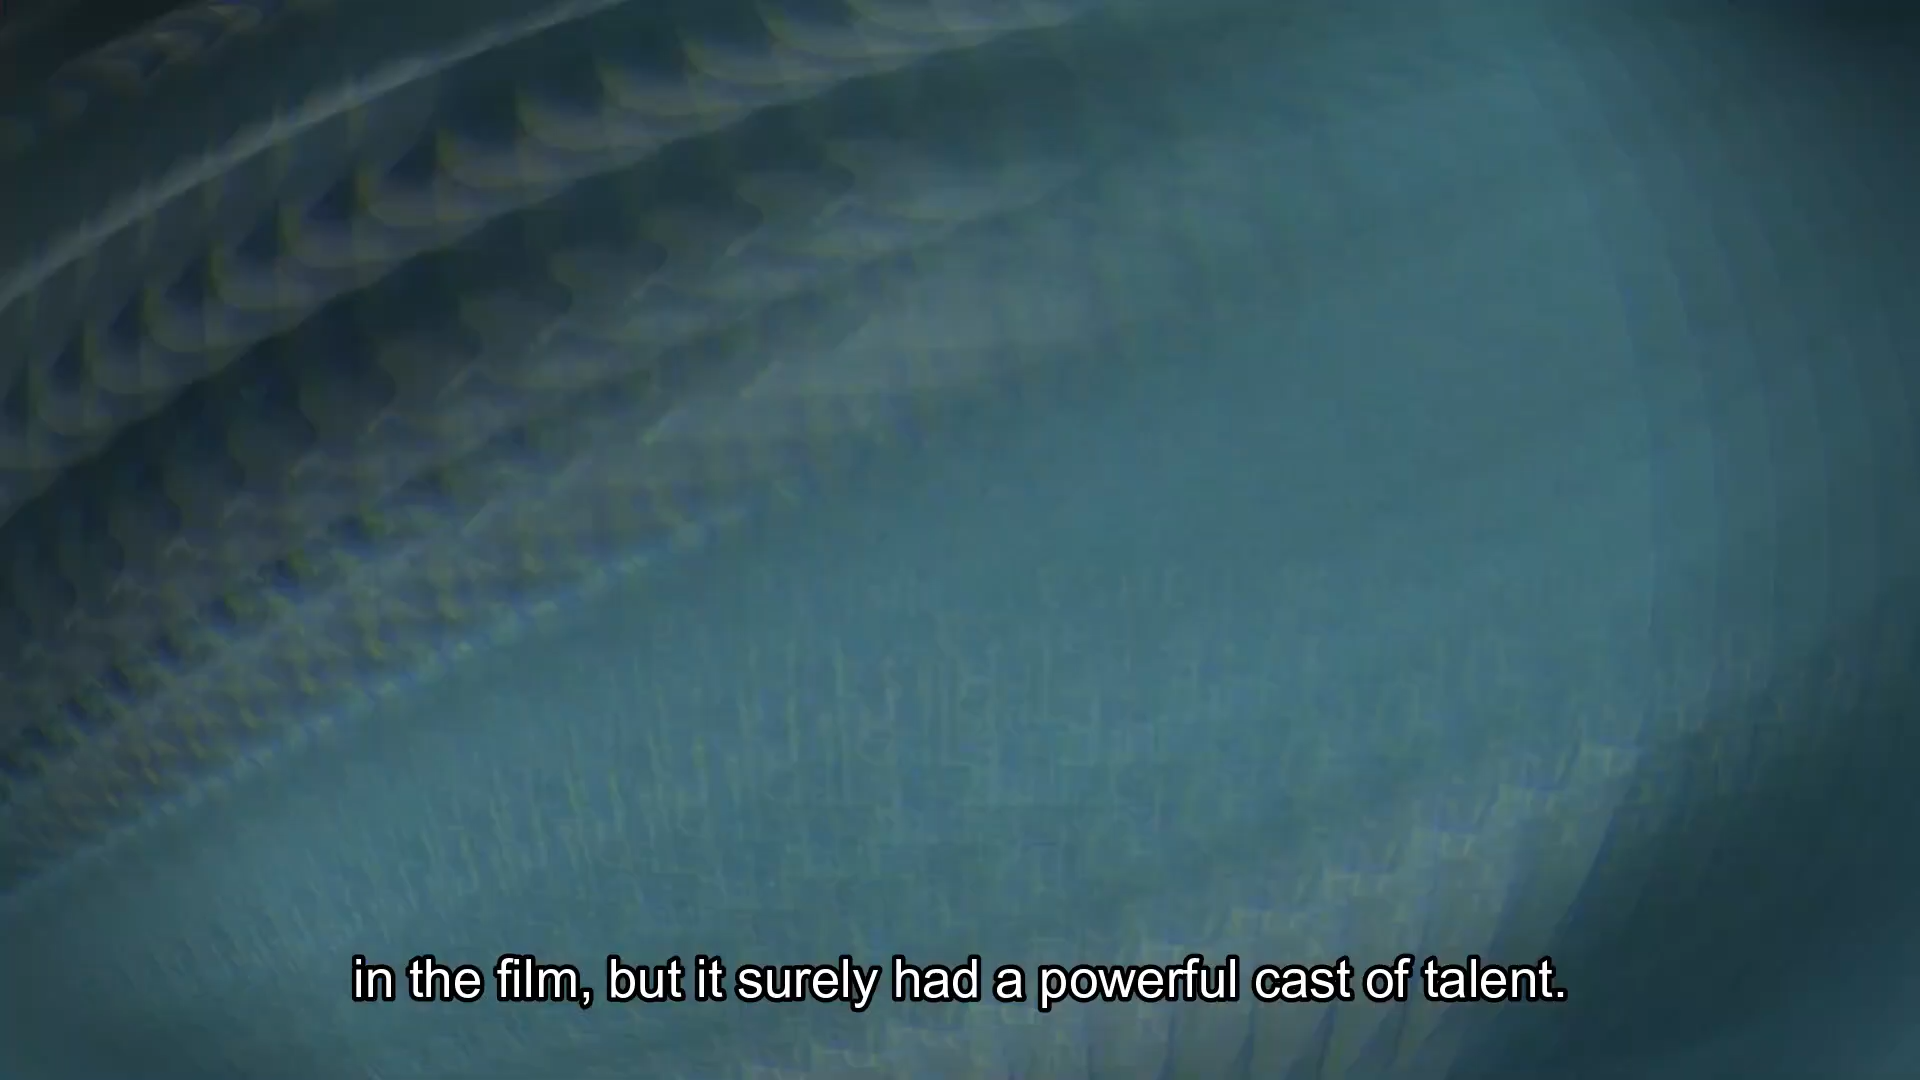 in the film, but it surely had a powerful cast of talent.